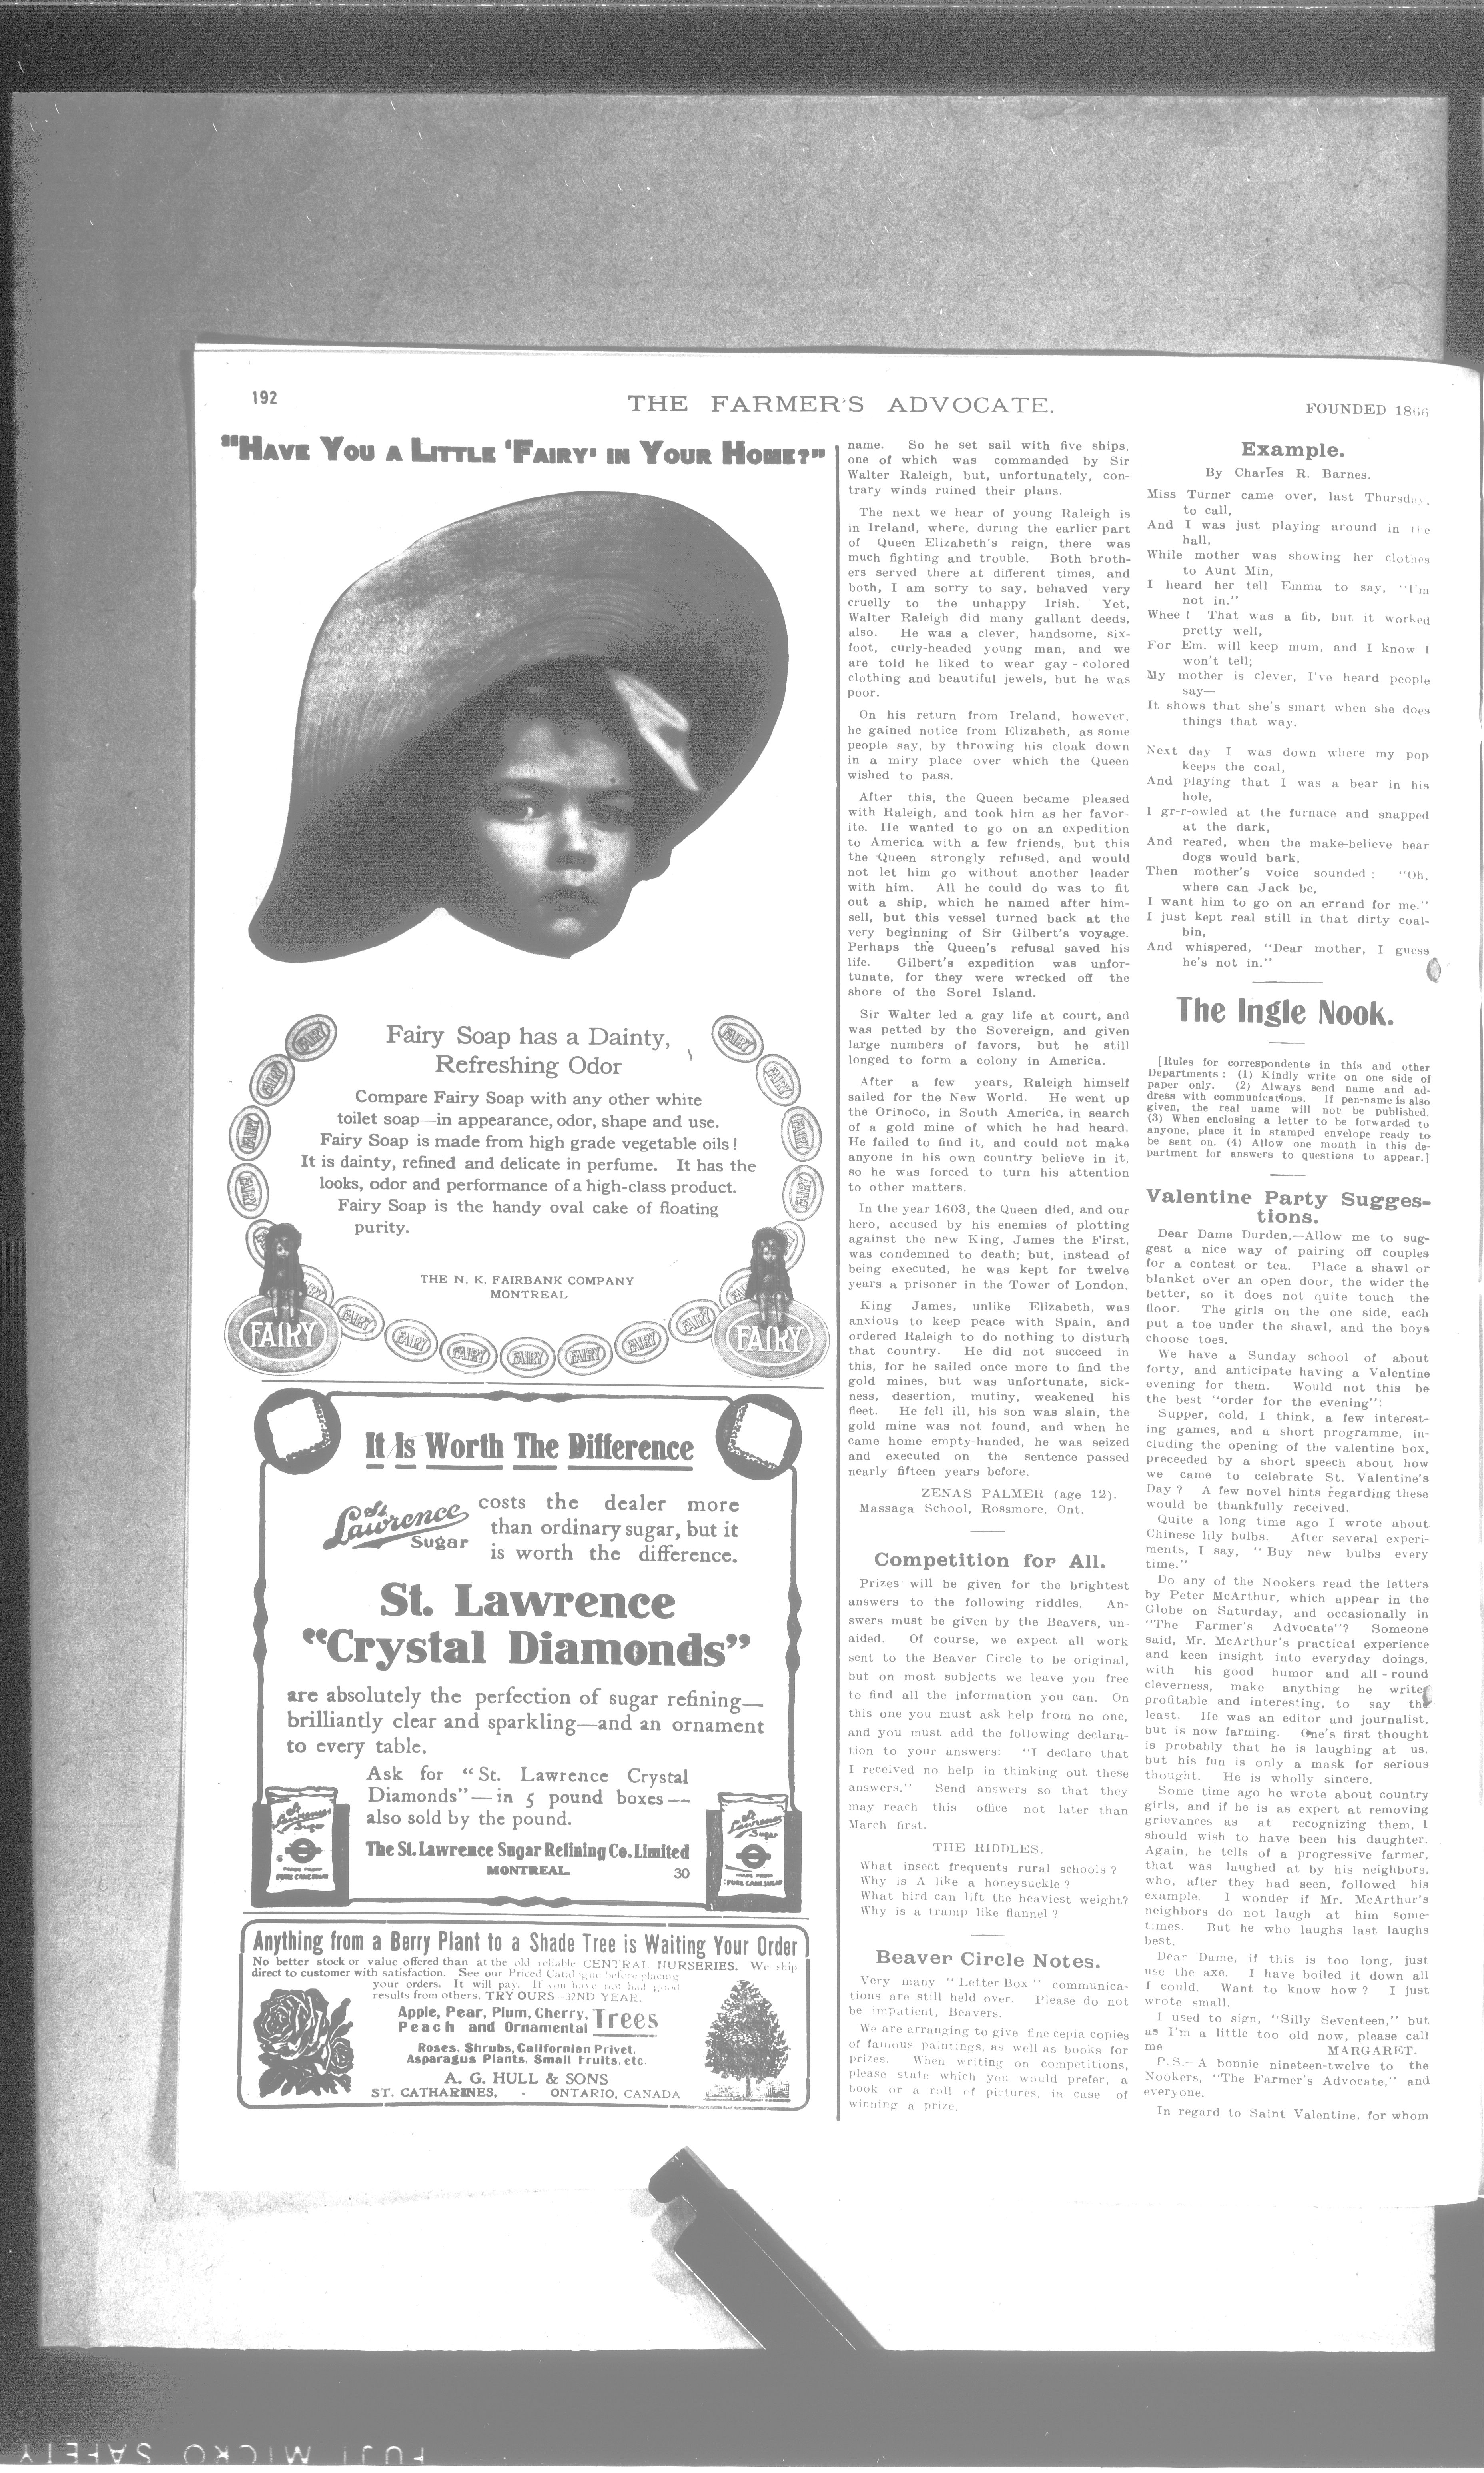 192
THE FARMER'S ADVOCATE.
FOUNDED 1866
"HAVE YOU A LITTLE 'FAIRY' IN YOUR HOME?"
Fairy Soap has a Dainty,
Refreshing Odor
Compare Fairy Soap with any other white
toilet soap—in appearance, odor, shape and use.
Fairy Soap is made from high grade vegetable oils!
It is dainty, refined and delicate in perfume. It has the
looks, odor and performance of a high-class product.
Fairy Soap is the handy oval cake of floating
purity.
THE N. K. FAIRBANK COMPANY
MONTREAL
FAIRY
FAIRY
It Is Worth The Difference
St. Lawrence Sugar
costs the dealer more
than ordinary sugar, but it
is worth the difference.
St. Lawrence
"Crystal Diamonds"
are absolutely the perfection of sugar refining—
brilliantly clear and sparkling—and an ornament
to every table.
Ask for "St. Lawrence Crystal
Diamonds"—in 5 pound boxes—
also sold by the pound.
The St. Lawrence Sugar Refining Co. Limited
MONTREAL. 30
Anything from a Berry Plant to a Shade Tree is Waiting Your Order
No better stock or value offered than at the old reliable CENTRAL NURSERIES. We ship
direct to customer with satisfaction. See our Priced Catalogue before placing
your orders. It will pay. If you have not had good
results from others, TRY OURS—32ND YEAR.
Apple, Pear, Plum, Cherry,
Peach and Ornamental Trees
Roses, Shrubs, Californian Privet,
Asparagus Plants, Small Fruits, etc.
A. G. HULL & SONS
ST. CATHARINES, - ONTARIO, CANADA
name. So he set sail with five ships,
one of which was commanded by Sir
Walter Raleigh, but, unfortunately, con-
trary winds ruined their plans.
The next we hear of young Raleigh is
in Ireland, where, during the earlier part
of Queen Elizabeth's reign, there was
much fighting and trouble. Both broth-
ers served there at different times, and
both, I am sorry to say, behaved very
cruelly to the unhappy Irish. Yet,
Walter Raleigh did many gallant deeds,
also. He was a clever, handsome, six-
foot, curly-headed young man, and we
are told he liked to wear gay - colored
clothing and beautiful jewels, but he was
poor.
On his return from Ireland, however,
he gained notice from Elizabeth, as some
people say, by throwing his cloak down
in a miry place over which the Queen
wished to pass.
After this, the Queen became pleased
with Raleigh, and took him as her favor-
ite. He wanted to go on an expedition
to America with a few friends, but this
the Queen strongly refused, and would
not let him go without another leader
with him. All he could do was to fit
out a ship, which he named after him-
sell, but this vessel turned back at the
very beginning of Sir Gilbert's voyage.
Perhaps the Queen's refusal saved his
life. Gilbert's expedition was unfor-
tunate, for they were wrecked off the
shore of the Sorel Island.
Sir Walter led a gay life at court, and
was petted by the Sovereign, and given
large numbers of favors, but he still
longed to form a colony in America.
After a few years, Raleigh himself
sailed for the New World. He went up
the Orinoco, in South America, in search
of a gold mine of which he had heard.
He failed to find it, and could not make
anyone in his own country believe in it,
so he was forced to turn his attention
to other matters.
In the year 1603, the Queen died, and our
hero, accused by his enemies of plotting
against the new King, James the First,
was condemned to death; but, instead of
being executed, he was kept for twelve
years a prisoner in the Tower of London.
King James, unlike Elizabeth, was
anxious to keep peace with Spain, and
ordered Raleigh to do nothing to disturb
that country. He did not succeed in
this, for he sailed once more to find the
gold mines, but was unfortunate, sick-
ness, desertion, mutiny, weakened his
fleet. He fell ill, his son was slain, the
gold mine was not found, and when he
came home empty-handed, he was seized
and executed on the sentence passed
nearly fifteen years before.
ZENAS PALMER (age 12).
Massaga School, Rossmore, Ont.
Competition for All.
Prizes will be given for the brightest
answers to the following riddles. An-
swers must be given by the Beavers, un-
aided. Of course, we expect all work
sent to the Beaver Circle to be original,
but on most subjects we leave you free
to find all the information you can. On
this one you must ask help from no one,
and you must add the following declara-
tion to your answers: "I declare that
I received no help in thinking out these
answers." Send answers so that they
may reach this office not later than
March first.
THE RIDDLES.
What insect frequents rural schools?
Why is A like a honeysuckle?
What bird can lift the heaviest weight?
Why is a tramp like flannel?
Beaver Circle Notes.
Very many "Letter-Box" communica-
tions are still held over. Please do not
be impatient, Beavers.
We are arranging to give fine cepia copies
of famous paintings, as well as books for
prizes. When writing on competitions,
please state which you would prefer, a
book or a roll of pictures, in case of
winning a prize.
Example.
By Charles R. Barnes.
Miss Turner came over, last Thursday,
to call,
And I was just playing around in the
hall,
While mother was showing her clothes
to Aunt Min,
I heard her tell Emma to say, "I'm
not in."
Whee! That was a fib, but it worked
pretty well,
For Em. will keep mum, and I know I
won't tell;
My mother is clever, I've heard people
say—
It shows that she's smart when she does
things that way.
Next day I was down where my pop
keeps the coal,
And playing that I was a bear in his
hole,
I gr-r-owled at the furnace and snapped
at the dark,
And reared, when the make-believe bear
dogs would bark,
Then mother's voice sounded: "Oh,
where can Jack be,
I want him to go on an errand for me."
I just kept real still in that dirty coal-
bin,
And whispered, "Dear mother, I guess
he's not in."
The Ingle Nook.
[Rules for correspondents in this and other
Departments: (1) Kindly write on one side of
paper only. (2) Always send name and ad-
dress with communications. If pen-name is also
given, the real name will not be published.
(3) When enclosing a letter to be forwarded to
anyone, place it in stamped envelope ready to
be sent on. (4) Allow one month in this de-
partment for answers to questions to appear.]
Valentine Party Sugges-
tions.
Dear Dame Durden,—Allow me to sug-
gest a nice way of pairing off couples
for a contest or tea. Place a shawl or
blanket over an open door, the wider the
better, so it does not quite touch the
floor. The girls on the one side, each
put a toe under the shawl, and the boys
choose toes.
We have a Sunday school of about
forty, and anticipate having a Valentine
evening for them. Would not this be
the best "order for the evening":
Supper, cold, I think, a few interest-
ing games, and a short programme, in-
cluding the opening of the valentine box,
preceeded by a short speech about how
we came to celebrate St. Valentine's
Day? A few novel hints regarding these
would be thankfully received.
Quite a long time ago I wrote about
Chinese lily bulbs. After several experi-
ments, I say, "Buy new bulbs every
time."
Do any of the Nookers read the letters
by Peter McArthur, which appear in the
Globe on Saturday, and occasionally in
"The Farmer's Advocate"? Someone
said, Mr. McArthur's practical experience
and keen insight into everyday doings,
with his good humor and all - round
cleverness, make anything he writes
profitable and interesting, to say the
least. He was an editor and journalist,
but is now farming. One's first thought
is probably that he is laughing at us,
but his fun is only a mask for serious
thought. He is wholly sincere.
Some time ago he wrote about country
girls, and if he is as expert at removing
grievances as at recognizing them, I
should wish to have been his daughter.
Again, he tells of a progressive farmer,
that was laughed at by his neighbors,
who, after they had seen, followed his
example. I wonder if Mr. McArthur's
neighbors do not laugh at him some-
times. But he who laughs last laughs
best.
Dear Dame, if this is too long, just
use the axe. I have boiled it down all
I could. Want to know how? I just
wrote small.
I used to sign, "Silly Seventeen," but
as I'm a little too old now, please call
me MARGARET.
P.S.—A bonnie nineteen-twelve to the
Nookers, "The Farmer's Advocate," and
everyone.
In regard to Saint Valentine, for whom
FUJI MICRO SAFETY